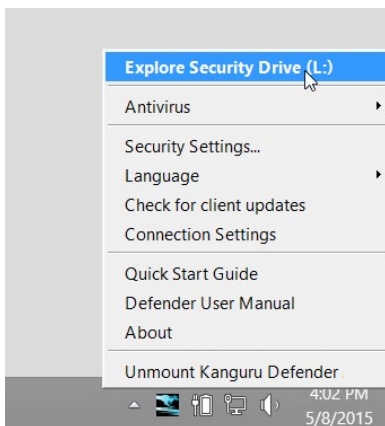 Explore Security Drive (L:)
Antivirus
Security Settings...
Language
Check for client updates
Connection Settings
Quick Start Guide
Defender User Manual
About
Unmount Kanguru Defender
4:02 PM
5/8/2015